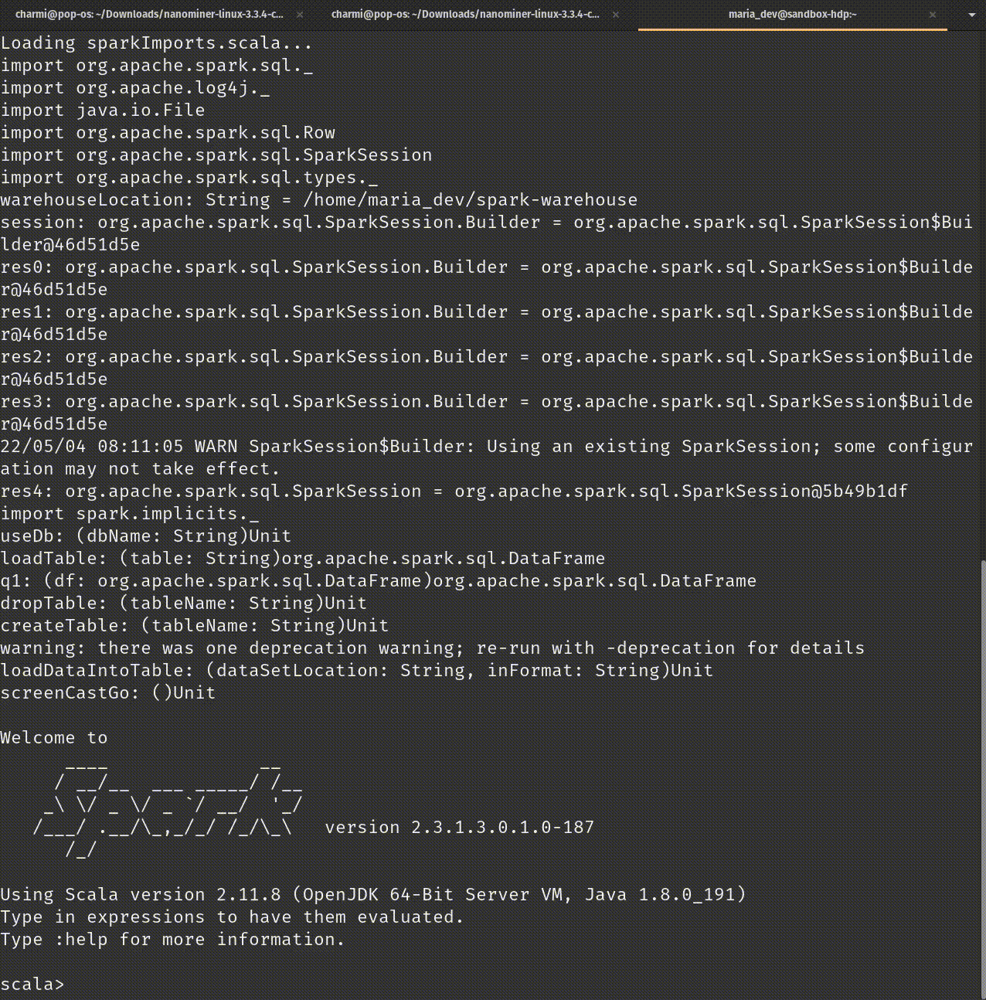 charmi@pop-os: ~/Downloads/nanominer-linux-3.3.4-c... × charmi@pop-os: ~/Downloads/nanominer-linux-3.3.4-c... × maria_dev@sandbox-hdp:~ ×
Loading sparkImports.scala...
import org.apache.spark.sql._
import org.apache.log4j._
import java.io.File
import org.apache.spark.sql.Row
import org.apache.spark.sql.SparkSession
import org.apache.spark.sql.types._
warehouseLocation: String = /home/maria_dev/spark-warehouse
session: org.apache.spark.sql.SparkSession.Builder = org.apache.spark.sql.SparkSession$Bui
lder@46d51d5e
res0: org.apache.spark.sql.SparkSession.Builder = org.apache.spark.sql.SparkSession$Builde
r@46d51d5e
res1: org.apache.spark.sql.SparkSession.Builder = org.apache.spark.sql.SparkSession$Builde
r@46d51d5e
res2: org.apache.spark.sql.SparkSession.Builder = org.apache.spark.sql.SparkSession$Builde
r@46d51d5e
res3: org.apache.spark.sql.SparkSession.Builder = org.apache.spark.sql.SparkSession$Builde
r@46d51d5e
22/05/04 08:11:05 WARN SparkSession$Builder: Using an existing SparkSession; some configur
ation may not take effect.
res4: org.apache.spark.sql.SparkSession = org.apache.spark.sql.SparkSession@5b49b1df
import spark.implicits._
useDb: (dbName: String)Unit
loadTable: (table: String)org.apache.spark.sql.DataFrame
q1: (df: org.apache.spark.sql.DataFrame)org.apache.spark.sql.DataFrame
dropTable: (tableName: String)Unit
createTable: (tableName: String)Unit
warning: there was one deprecation warning; re-run with -deprecation for details
loadDataIntoTable: (dataSetLocation: String, inFormat: String)Unit
screenCastGo: ()Unit
Welcome to
      ____              __
     / __/__  ___ _____/ /__
    _\ \/ _ \/ _ `/ __/  '_/
   /___/ .__/\_,_/_/ /_/\_\   version 2.3.1.3.0.1.0-187
      /_/
Using Scala version 2.11.8 (OpenJDK 64-Bit Server VM, Java 1.8.0_191)
Type in expressions to have them evaluated.
Type :help for more information.
scala>